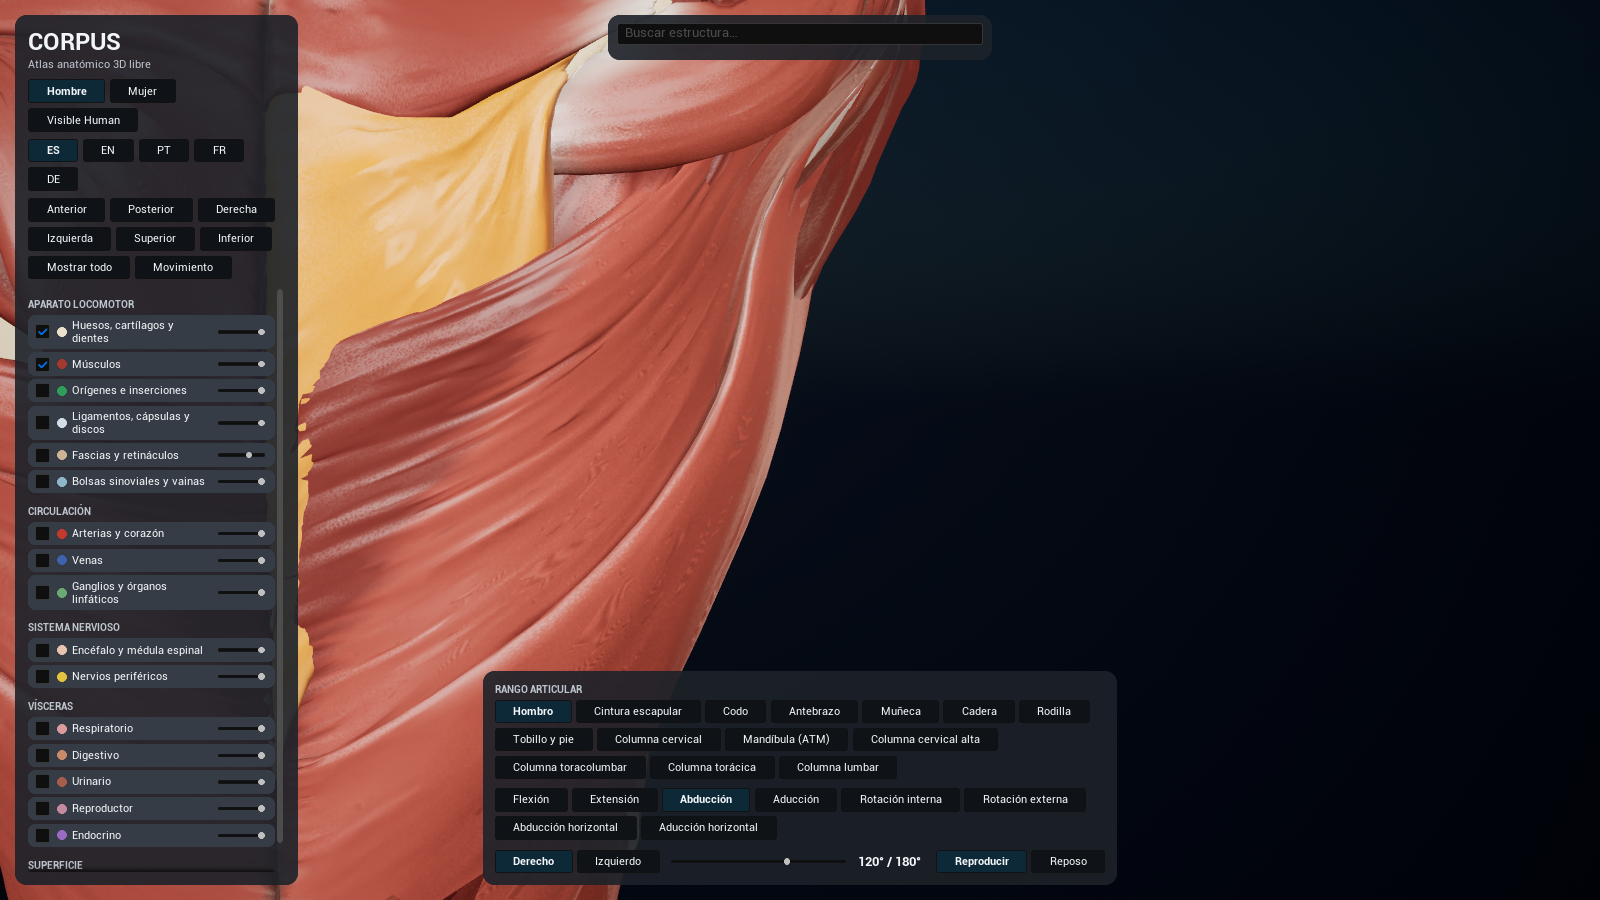 CORPUS
Atlas anatómico 3D libre
Hombre Mujer
Visible Human
ES EN PT FR
DE
Anterior Posterior Derecha
Izquierda Superior Inferior
Mostrar todo Movimiento
APARATO LOCOMOTOR
Huesos, cartílagos y
dientes
Músculos
Orígenes e inserciones
Ligamentos, cápsulas y
discos
Fascias y retináculos
Bolsas sinoviales y vainas
CIRCULACIÓN
Arterias y corazón
Venas
Ganglios y órganos
linfáticos
SISTEMA NERVIOSO
Encéfalo y médula espinal
Nervios periféricos
VÍSCERAS
Respiratorio
Digestivo
Urinario
Reproductor
Endocrino
SUPERFICIE
Buscar estructura...
RANGO ARTICULAR
Hombro Cintura escapular Codo Antebrazo Muñeca Cadera Rodilla
Tobillo y pie Columna cervical Mandíbula (ATM) Columna cervical alta
Columna toracolumbar Columna torácica Columna lumbar
Flexión Extensión Abducción Aducción Rotación interna Rotación externa
Abducción horizontal Aducción horizontal
Derecho Izquierdo 120° / 180° Reproducir Reposo